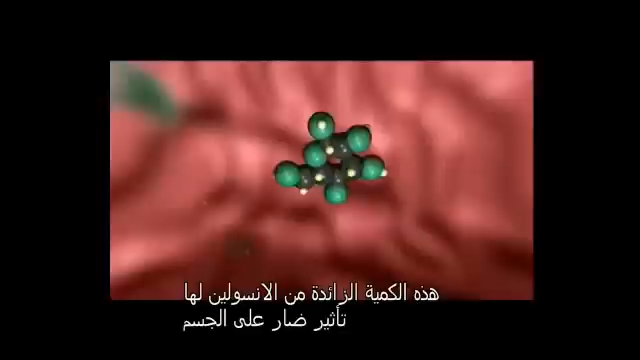 هذه الكمية الزائدة من الانسولين لها
تأثير ضار على الجسم